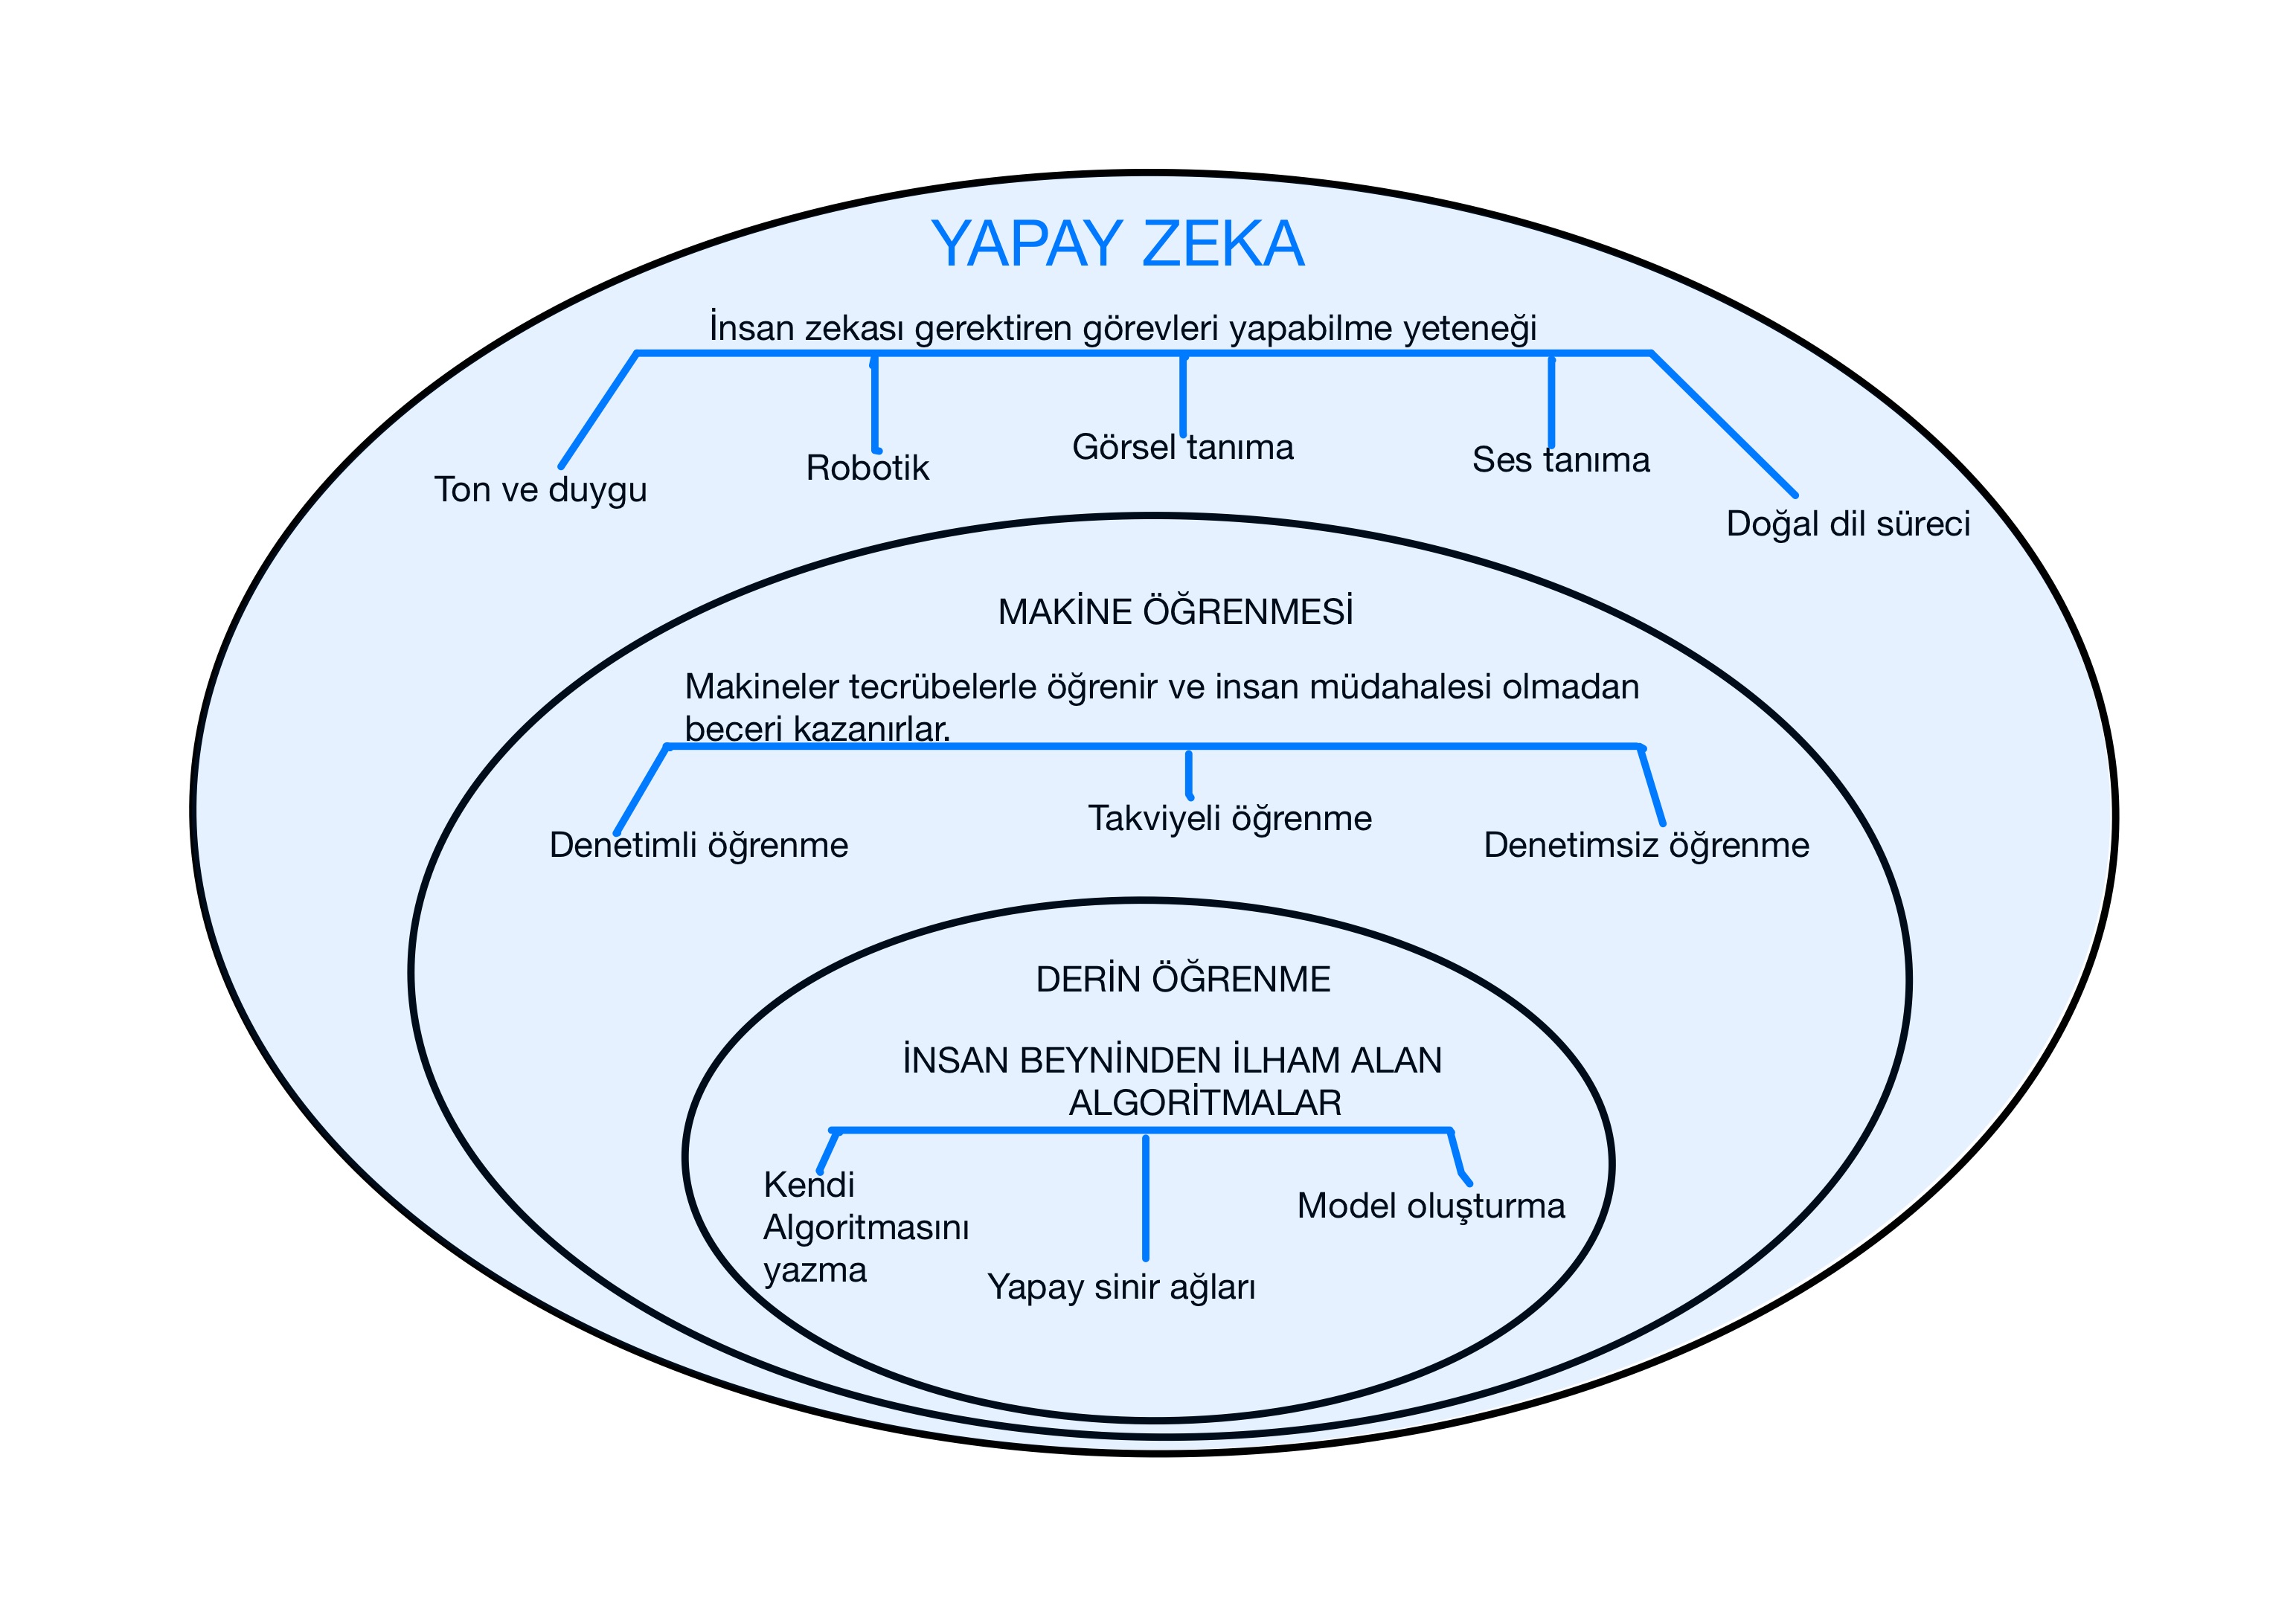 YAPAY ZEKA
İnsan zekası gerektiren görevleri yapabilme yeteneği
Ton ve duygu
Robotik
Görsel tanıma
Ses tanıma
Doğal dil süreci
MAKİNE ÖĞRENMESİ
Makineler tecrübelerle öğrenir ve insan müdahalesi olmadan
beceri kazanırlar.
Denetimli öğrenme
Takviyeli öğrenme
Denetimsiz öğrenme
DERİN ÖĞRENME
İNSAN BEYNİNDEN İLHAM ALAN
ALGORİTMALAR
Kendi
Algoritmasını
yazma
Yapay sinir ağları
Model oluşturma